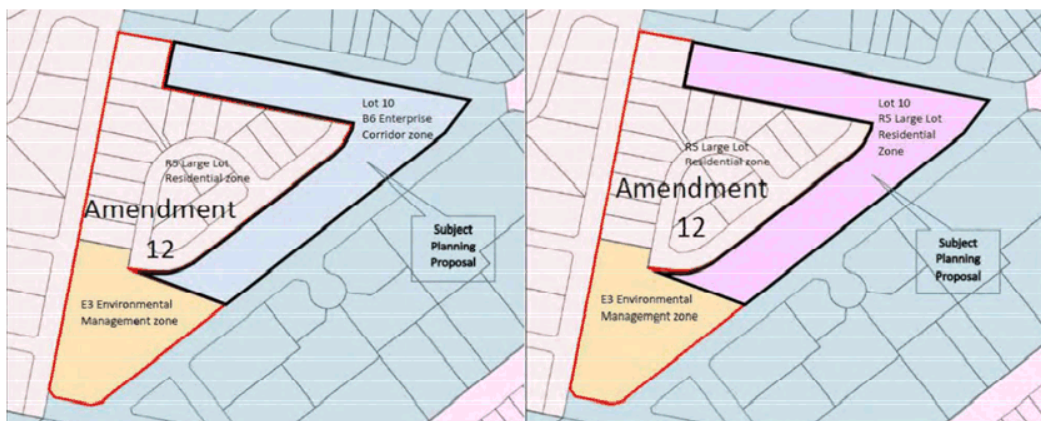 Lot 10
B6 Enterprise
Corridor zone
R5 Large Lot
Residential zone
Amendment
12
Subject
Planning
Proposal
E3 Environmental
Management zone
Lot 10
R5 Large Lot
Residential
Zone
R5 Large Lot
Residential zone
Amendment
12
Subject
Planning
Proposal
E3 Environmental
Management zone